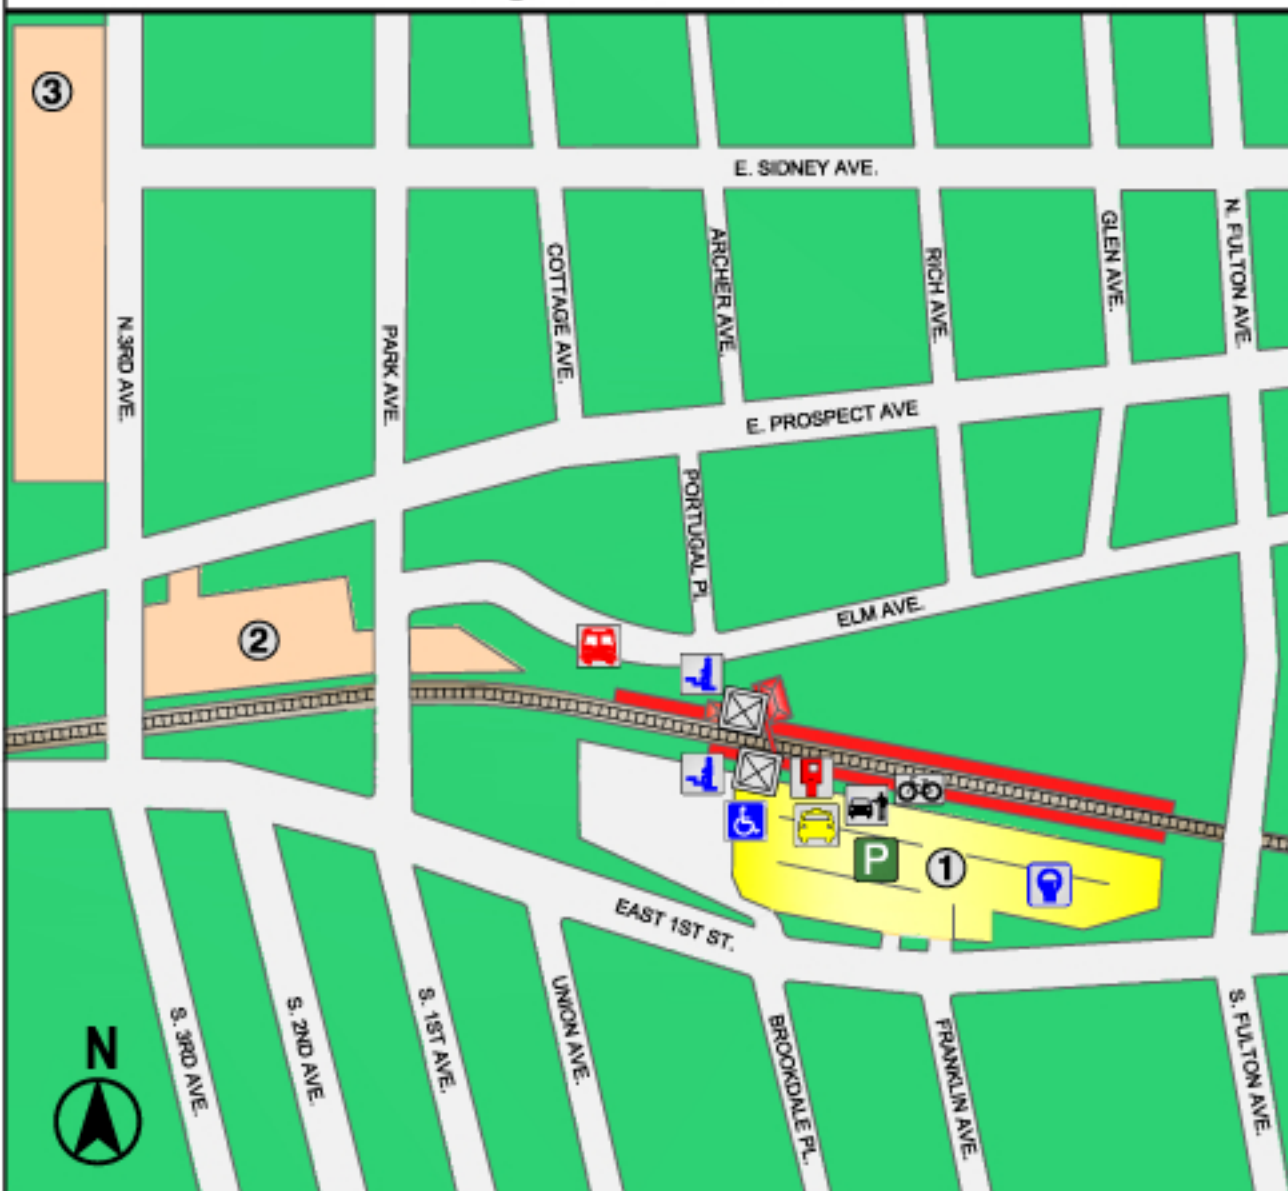 3
E. SIDNEY AVE.
N.3RD AVE.
PARK AVE.
COTTAGE AVE.
ARCHER AVE.
RICH AVE.
GLEN AVE.
N. FULTON AVE.
E. PROSPECT AVE
PORTUGAL PL.
ELM AVE.
2
P
1
EAST 1ST ST.
S. 3RD AVE.
S. 2ND AVE.
S. 1ST AVE.
UNION AVE.
BROOKDALE PL.
FRANKLIN AVE.
S. FULTON AVE.
N